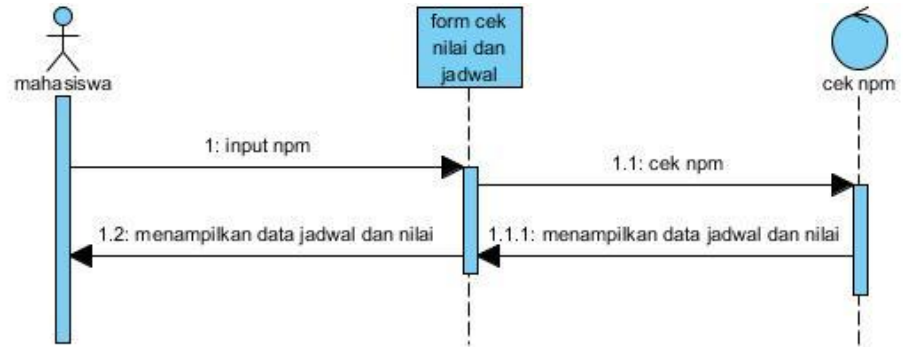 form cek
nilai dan
jadwal
mahasiswa
cek npm
1: input npm
1.1: cek npm
1.2: menampilkan data jadwal dan nilai
1.1.1: menampilkan data jadwal dan nilai